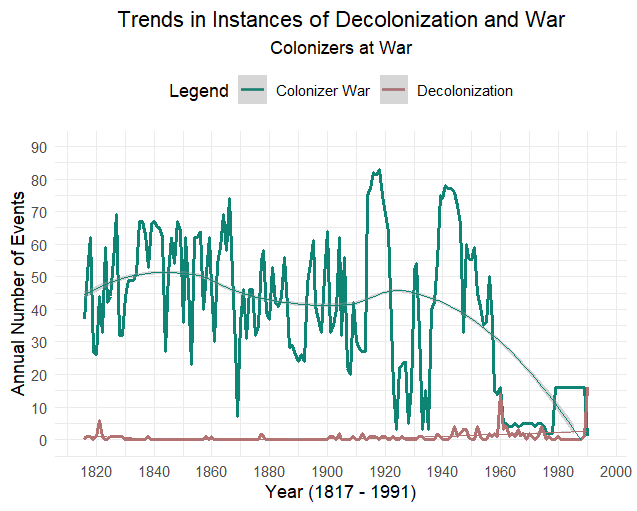 Trends in Instances of Decolonization and War
Colonizers at War
Legend Colonizer War Decolonization
Annual Number of Events
90
80
70
60
50
40
30
20
10
0
1820 1840 1860 1880 1900 1920 1940 1960 1980 2000
Year (1817 - 1991)